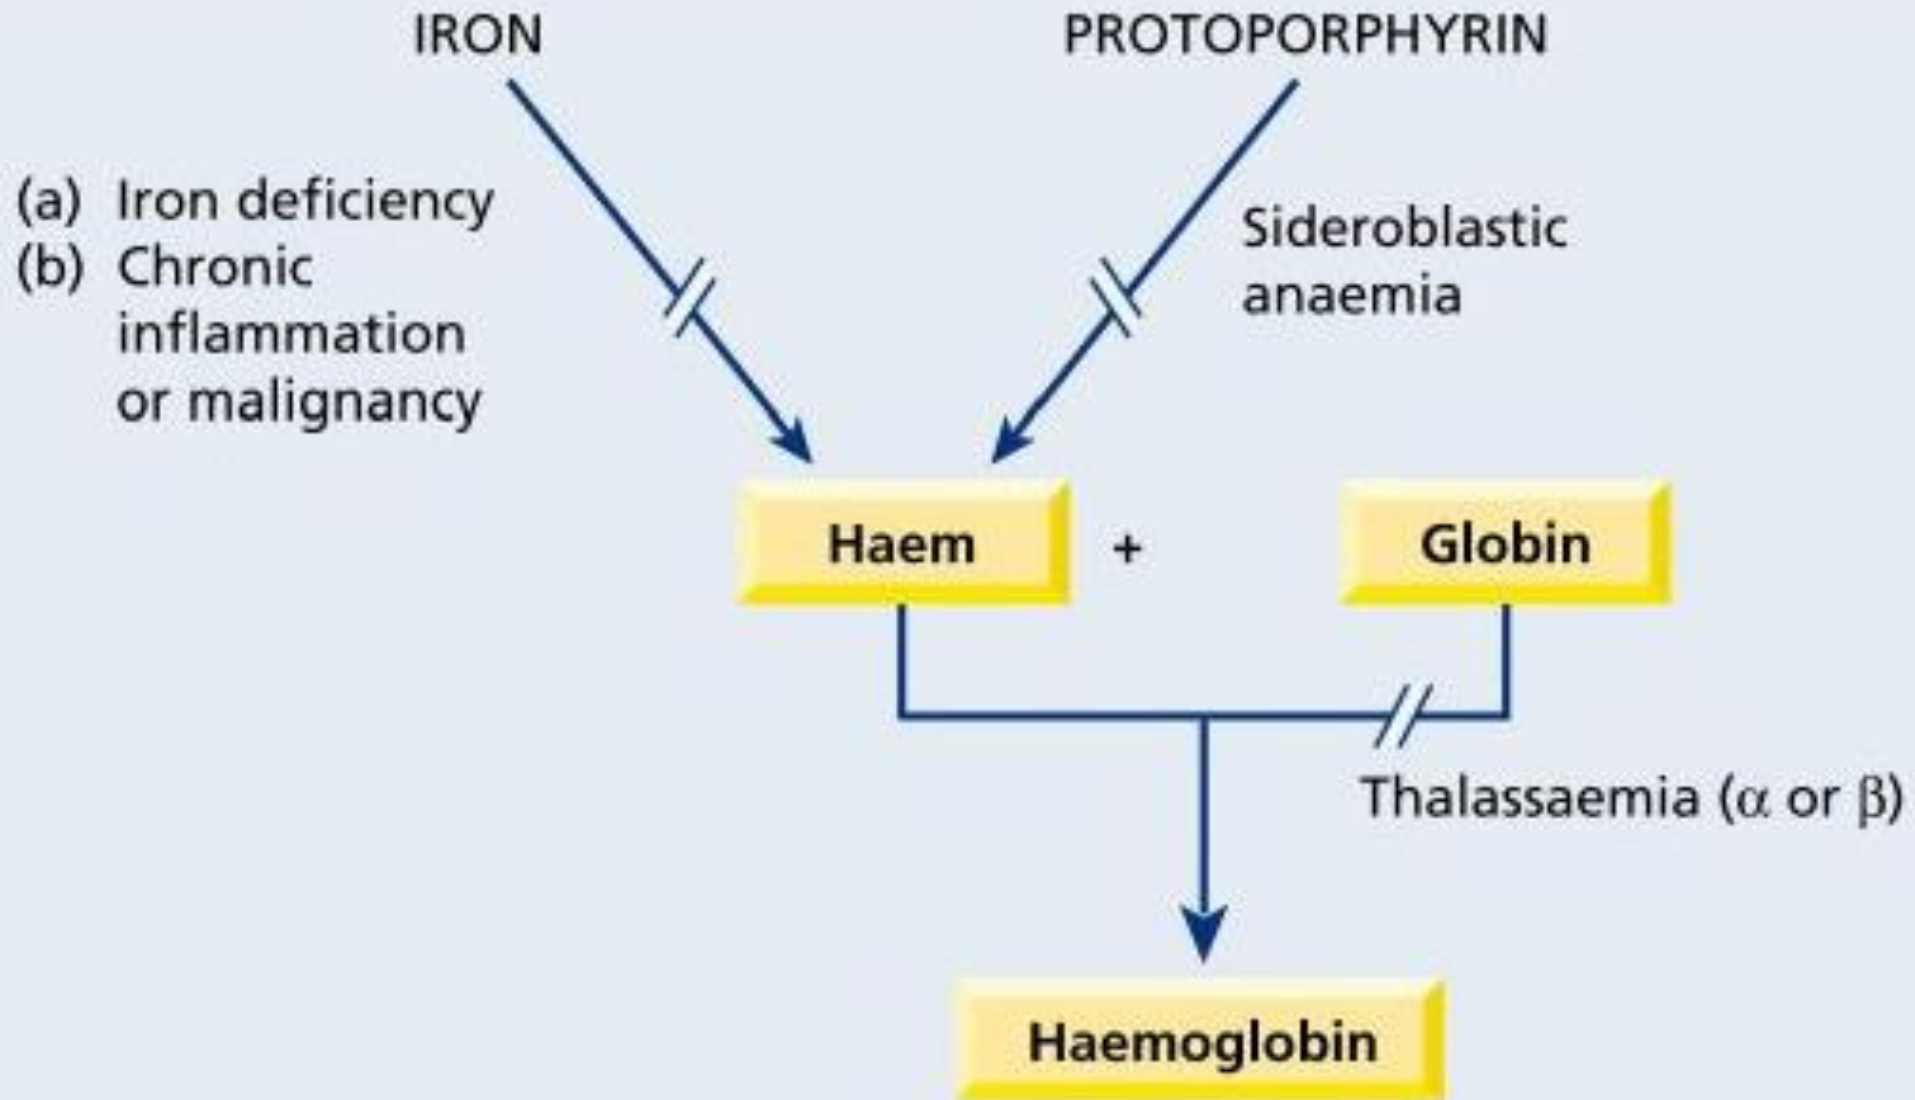 IRON
PROTOPORPHYRIN
(a) Iron deficiency
(b) Chronic
inflammation
or malignancy
Sideroblastic
anaemia
Haem
+
Globin
Thalassaemia (α or β)
Haemoglobin